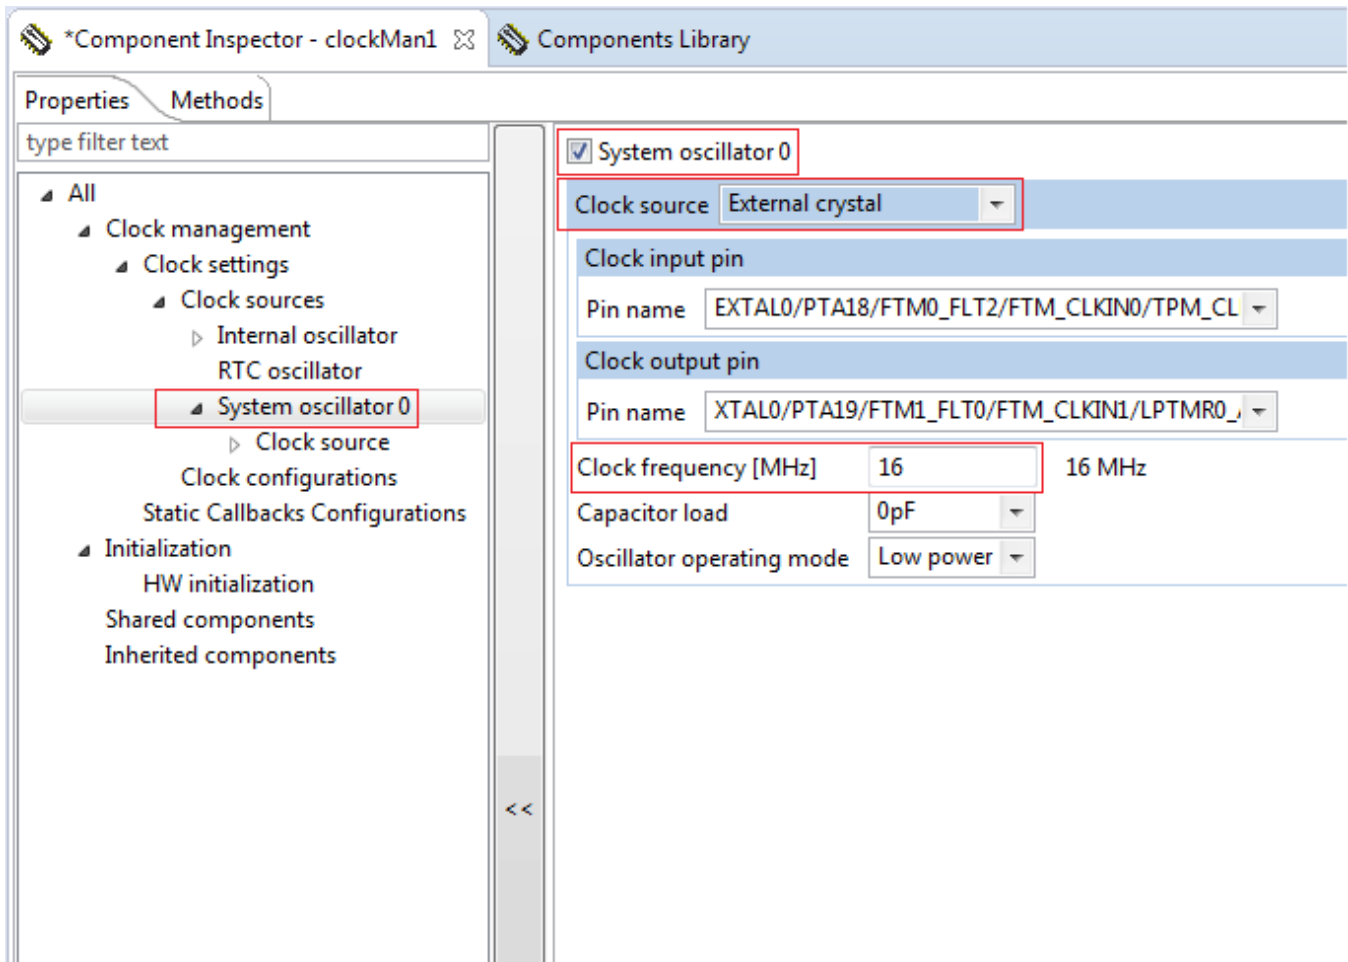 *Component Inspector - clockMan1
Components Library
Properties
Methods
type filter text
All
Clock management
Clock settings
Clock sources
Internal oscillator
RTC oscillator
System oscillator 0
Clock source
Clock configurations
Static Callbacks Configurations
Initialization
HW initialization
Shared components
Inherited components
<<
System oscillator 0
Clock source External crystal
Clock input pin
Pin name EXTAL0/PTA18/FTM0_FLT2/FTM_CLKIN0/TPM_CL
Clock output pin
Pin name XTAL0/PTA19/FTM1_FLT0/FTM_CLKIN1/LPTMR0_
Clock frequency [MHz] 16 16 MHz
Capacitor load 0pF
Oscillator operating mode Low power